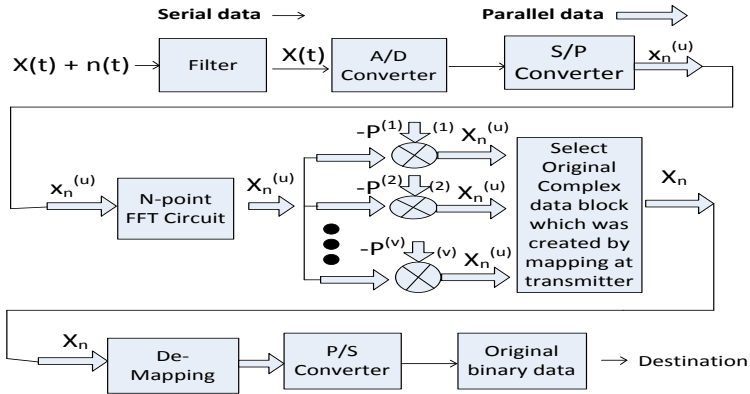 Serial data
Parallel data
X(t) + n(t)
Filter
X(t)
A/D
Converter
S/P
Converter
xₙ⁽ᵘ⁾
xₙ⁽ᵘ⁾
N-point
FFT Circuit
Xₙ⁽ᵘ⁾
-P⁽¹⁾ ⁽¹⁾ Xₙ⁽ᵘ⁾
-P⁽²⁾ ⁽²⁾ Xₙ⁽ᵘ⁾
-P⁽ᵛ⁾ ⁽ᵛ⁾ Xₙ⁽ᵘ⁾
Select
Original
Complex
data block
which was
created by
mapping at
transmitter
Xₙ
Xₙ
De-
Mapping
P/S
Converter
Original
binary data
Destination